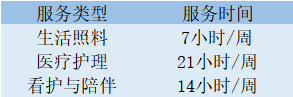 服务类型 服务时间
生活照料 7小时/周
医疗护理 21小时/周
看护与陪伴 14小时/周